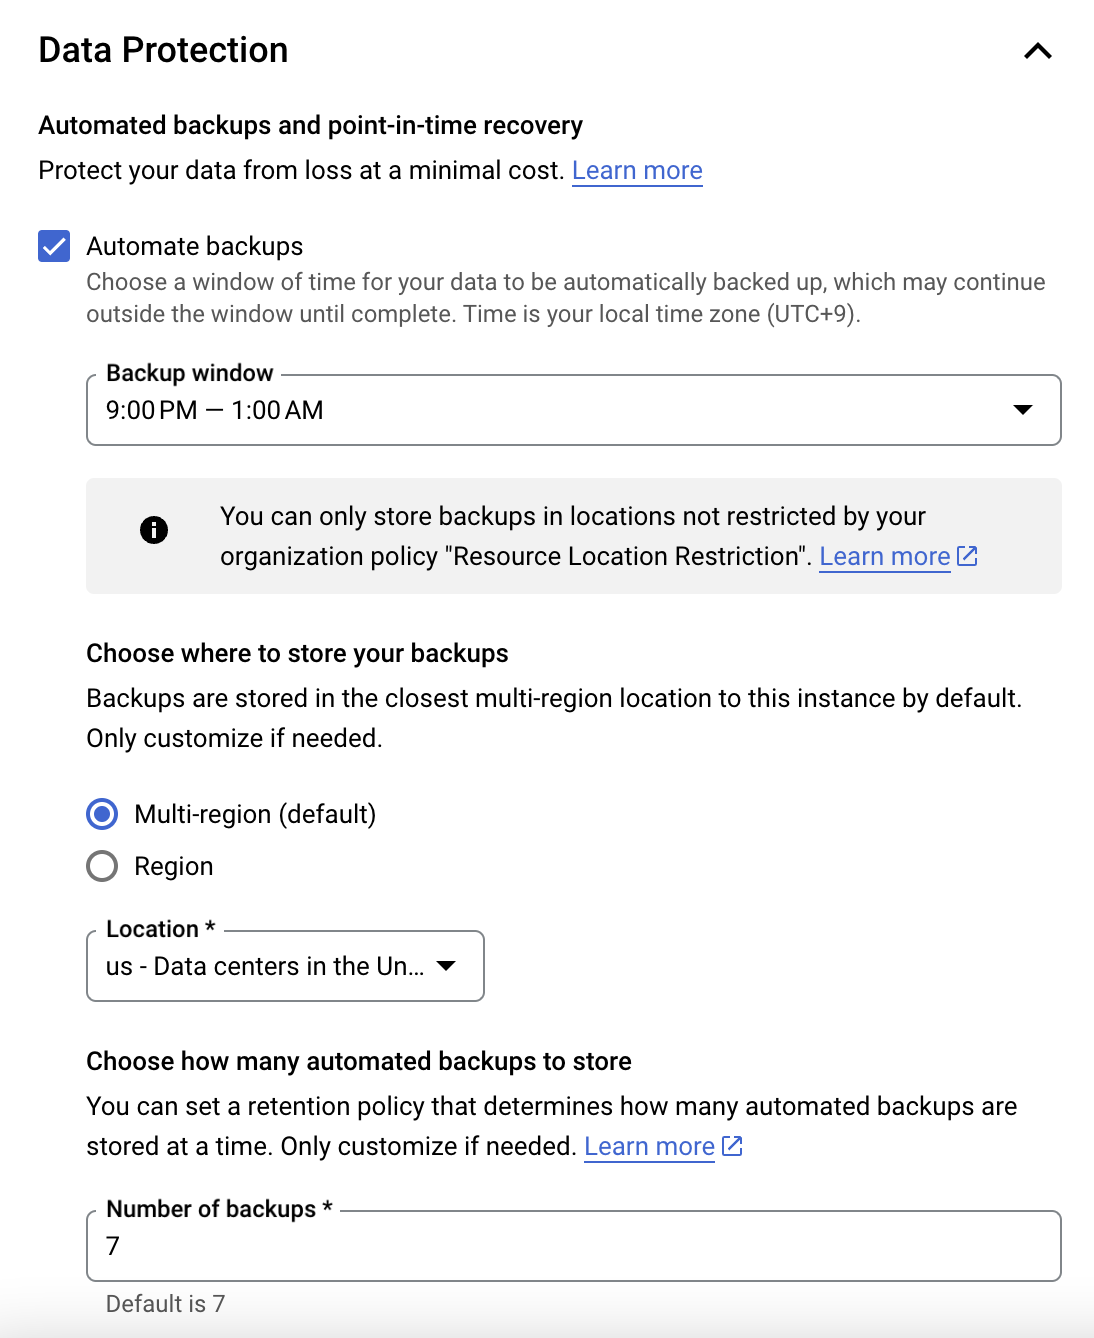 Data Protection
Automated backups and point-in-time recovery
Protect your data from loss at a minimal cost. Learn more
Automate backups
Choose a window of time for your data to be automatically backed up, which may continue
outside the window until complete. Time is your local time zone (UTC+9).
Backup window
9:00 PM — 1:00 AM
You can only store backups in locations not restricted by your
organization policy "Resource Location Restriction". Learn more
Choose where to store your backups
Backups are stored in the closest multi-region location to this instance by default.
Only customize if needed.
Multi-region (default)
Region
Location *
us - Data centers in the Un...
Choose how many automated backups to store
You can set a retention policy that determines how many automated backups are
stored at a time. Only customize if needed. Learn more
Number of backups *
7
Default is 7